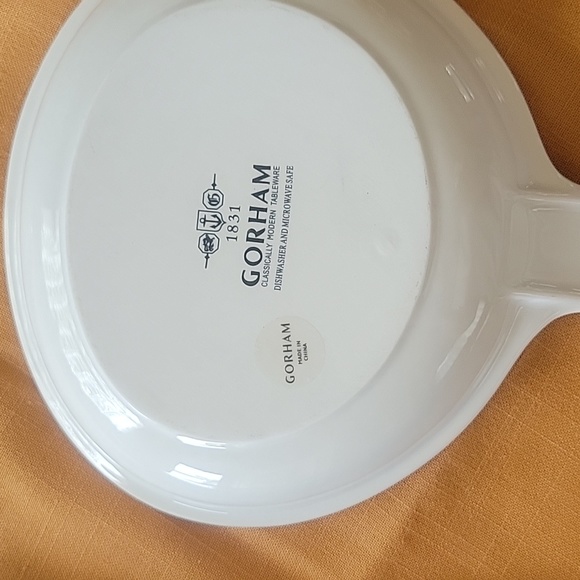 1831
GORHAM
CLASSICALLY MODERN TABLEWARE
DISHWASHER AND MICROWAVE SAFE
GORHAM
MADE IN
CHINA